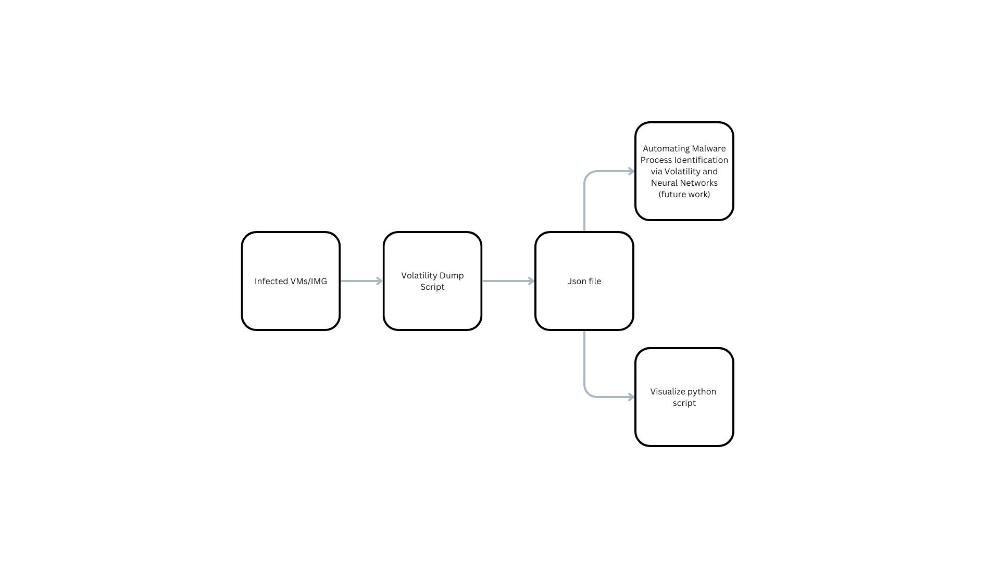 Automating Malware
Process Identification
via Volatility and
Neural Networks
(future work)
Infected VMs/IMG
Volatility Dump
Script
Json file
Visualize python
script